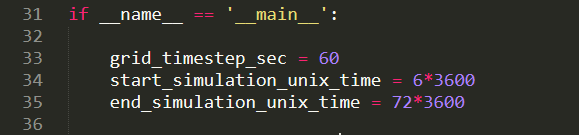 31 if __name__ == '__main__':
32
33     grid_timestep_sec = 60
34     start_simulation_unix_time = 6*3600
35     end_simulation_unix_time = 72*3600
36